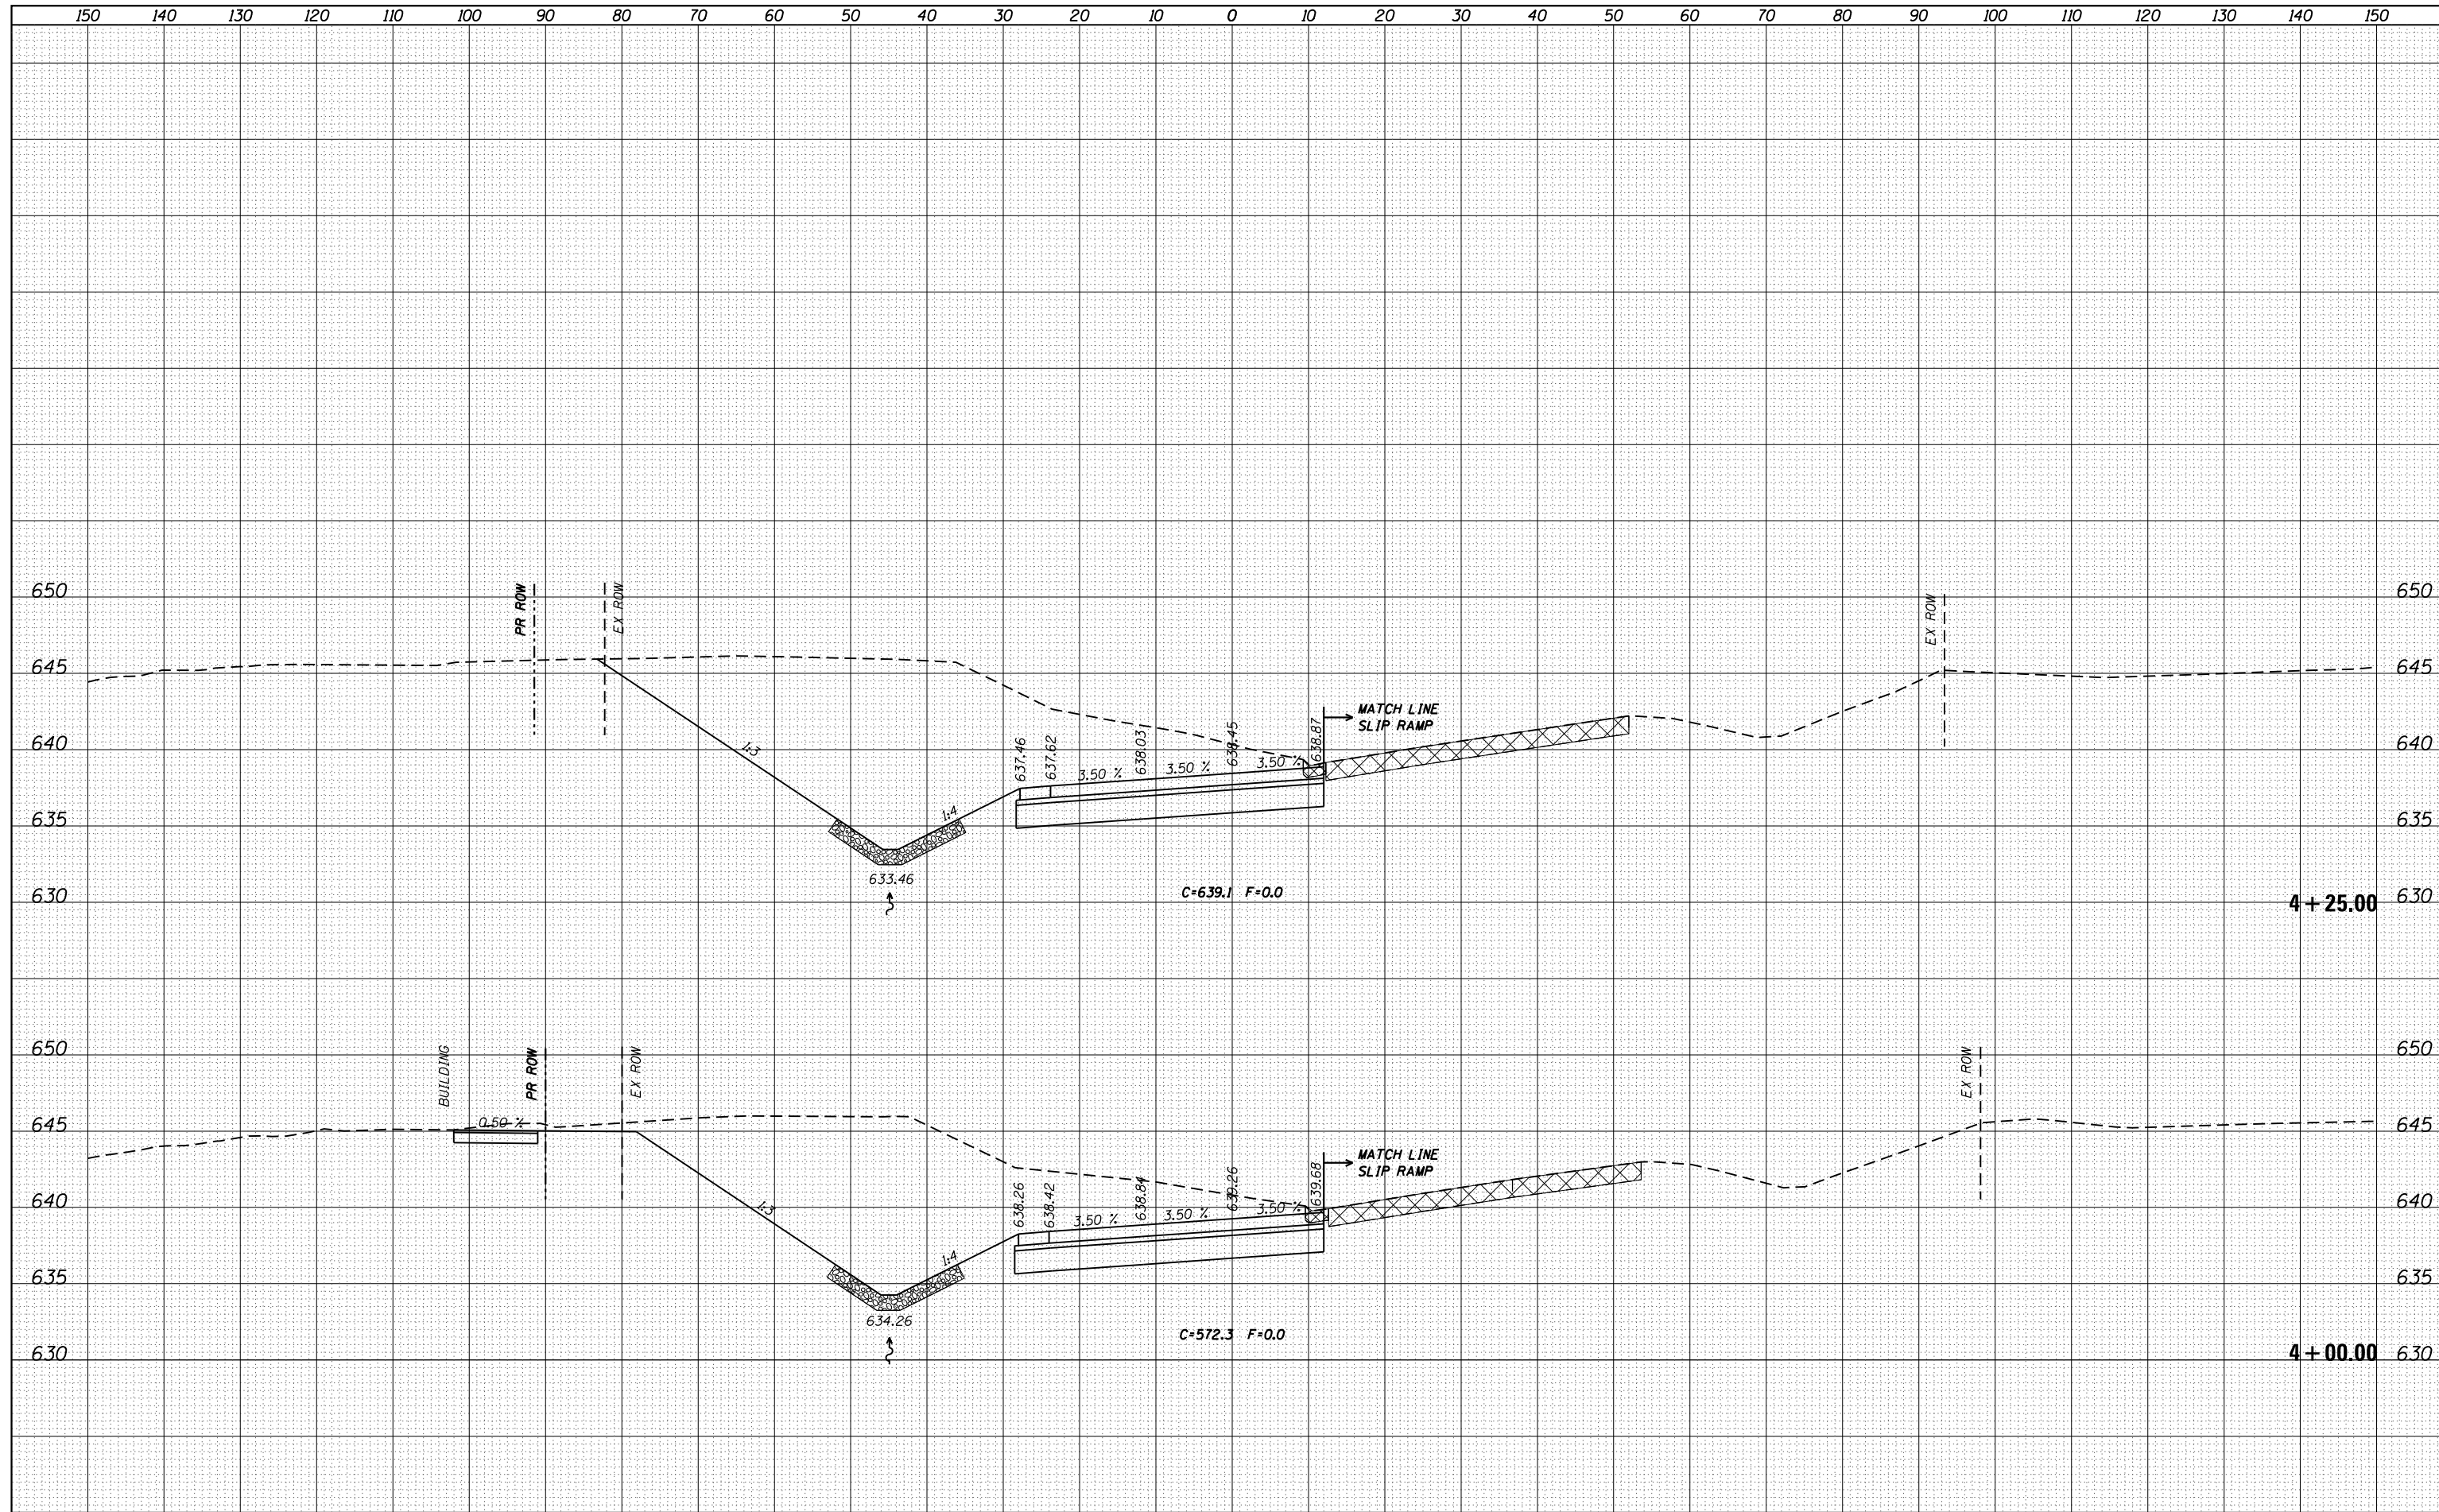 150 140 130 120 110 100 90 80 70 60 50 40 30 20 10 0 10 20 30 40 50 60 70 80 90 100 110 120 130 140 150
650 PR ROW EX ROW EX ROW 650
645 645
MATCH LINE
SLIP RAMP
640 1:3 637.46 637.62 638.03 638.45 638.87 640
3.50 % 3.50 % 3.50 %
635 1:4 635
633.46
630 C=639.1 F=0.0 4+25.00 630
650 BUILDING PR ROW EX ROW EX ROW 650
645 0.50 % 645
MATCH LINE
SLIP RAMP
640 1:3 638.26 638.42 638.84 639.26 639.68 640
3.50 % 3.50 % 3.50 %
635 1:4 635
634.26
C=572.3 F=0.0
630 4+00.00 630